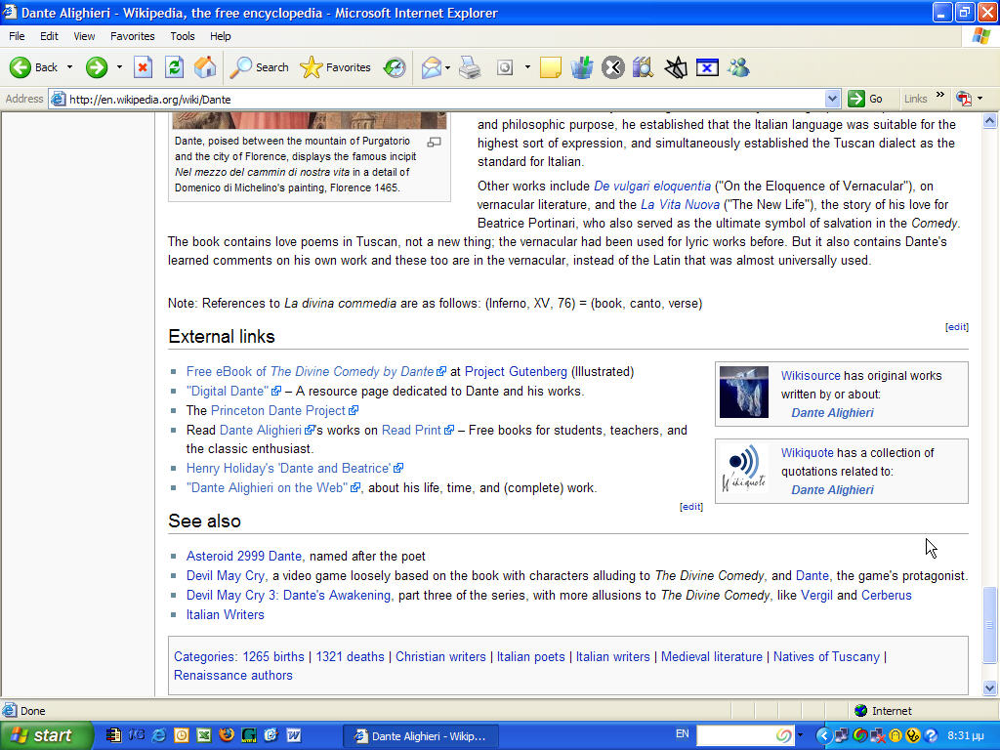 Dante Alighieri - Wikipedia, the free encyclopedia - Microsoft Internet Explorer
File Edit View Favorites Tools Help
Back Search Favorites
Address http://en.wikipedia.org/wiki/Dante Go Links »
Dante, poised between the mountain of Purgatorio
and the city of Florence, displays the famous incipit
Nel mezzo del cammin di nostra vita in a detail of
Domenico di Michelino's painting, Florence 1465.
and philosophic purpose, he established that the Italian language was suitable for the
highest sort of expression, and simultaneously established the Tuscan dialect as the
standard for Italian.
Other works include De vulgari eloquentia ("On the Eloquence of Vernacular"), on
vernacular literature, and the La Vita Nuova ("The New Life"), the story of his love for
Beatrice Portinari, who also served as the ultimate symbol of salvation in the Comedy.
The book contains love poems in Tuscan, not a new thing; the vernacular had been used for lyric works before. But it also contains Dante's
learned comments on his own work and these too are in the vernacular, instead of the Latin that was almost universally used.
Note: References to La divina commedia are as follows: (Inferno, XV, 76) = (book, canto, verse)
[edit]
External links
Free eBook of The Divine Comedy by Dante at Project Gutenberg (Illustrated)
"Digital Dante" – A resource page dedicated to Dante and his works.
The Princeton Dante Project
Read Dante Alighieri's works on Read Print – Free books for students, teachers, and
the classic enthusiast.
Henry Holiday's 'Dante and Beatrice'
"Dante Alighieri on the Web", about his life, time, and (complete) work.
Wikisource has original works
written by or about:
Dante Alighieri
Wikiquote
Wikiquote has a collection of
quotations related to:
Dante Alighieri
[edit]
See also
Asteroid 2999 Dante, named after the poet
Devil May Cry, a video game loosely based on the book with characters alluding to The Divine Comedy, and Dante, the game's protagonist.
Devil May Cry 3: Dante's Awakening, part three of the series, with more allusions to The Divine Comedy, like Vergil and Cerberus
Italian Writers
Categories: 1265 births | 1321 deaths | Christian writers | Italian poets | Italian writers | Medieval literature | Natives of Tuscany |
Renaissance authors
Done Internet
start Dante Alighieri - Wikip... EN 8:31 μμ